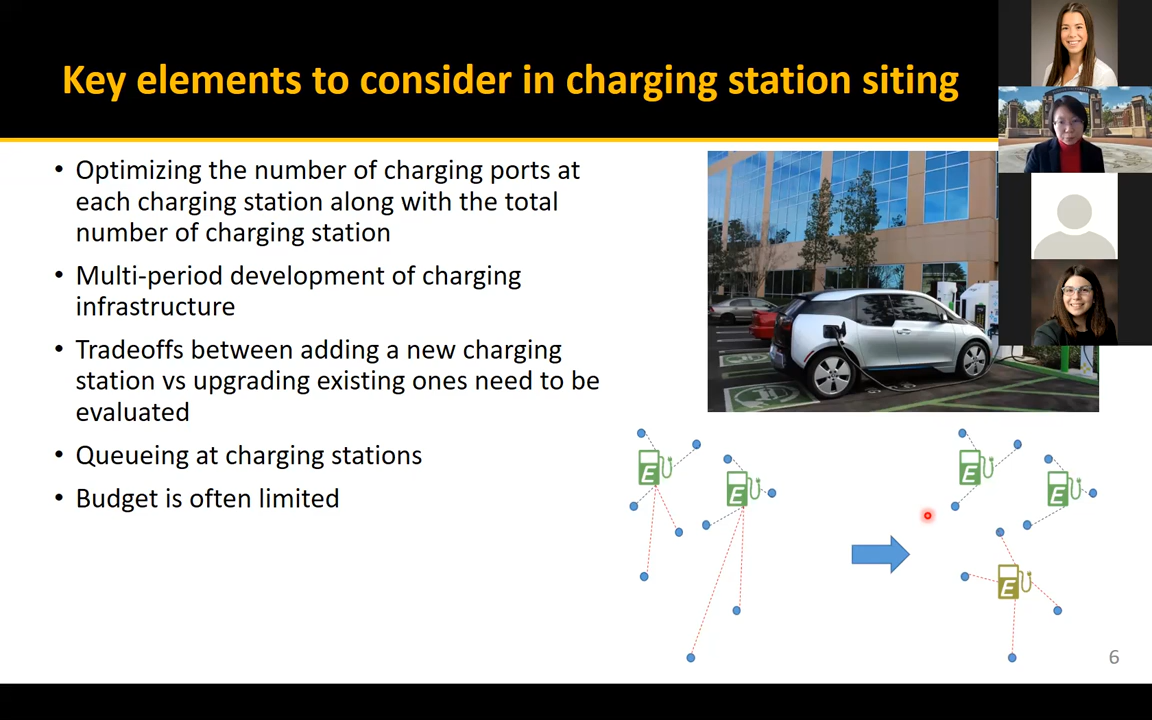 Key elements to consider in charging station siting
• Optimizing the number of charging ports at
each charging station along with the total
number of charging station
• Multi-period development of charging
infrastructure
• Tradeoffs between adding a new charging
station vs upgrading existing ones need to be
evaluated
• Queueing at charging stations
• Budget is often limited
E
E
E
E
E
6